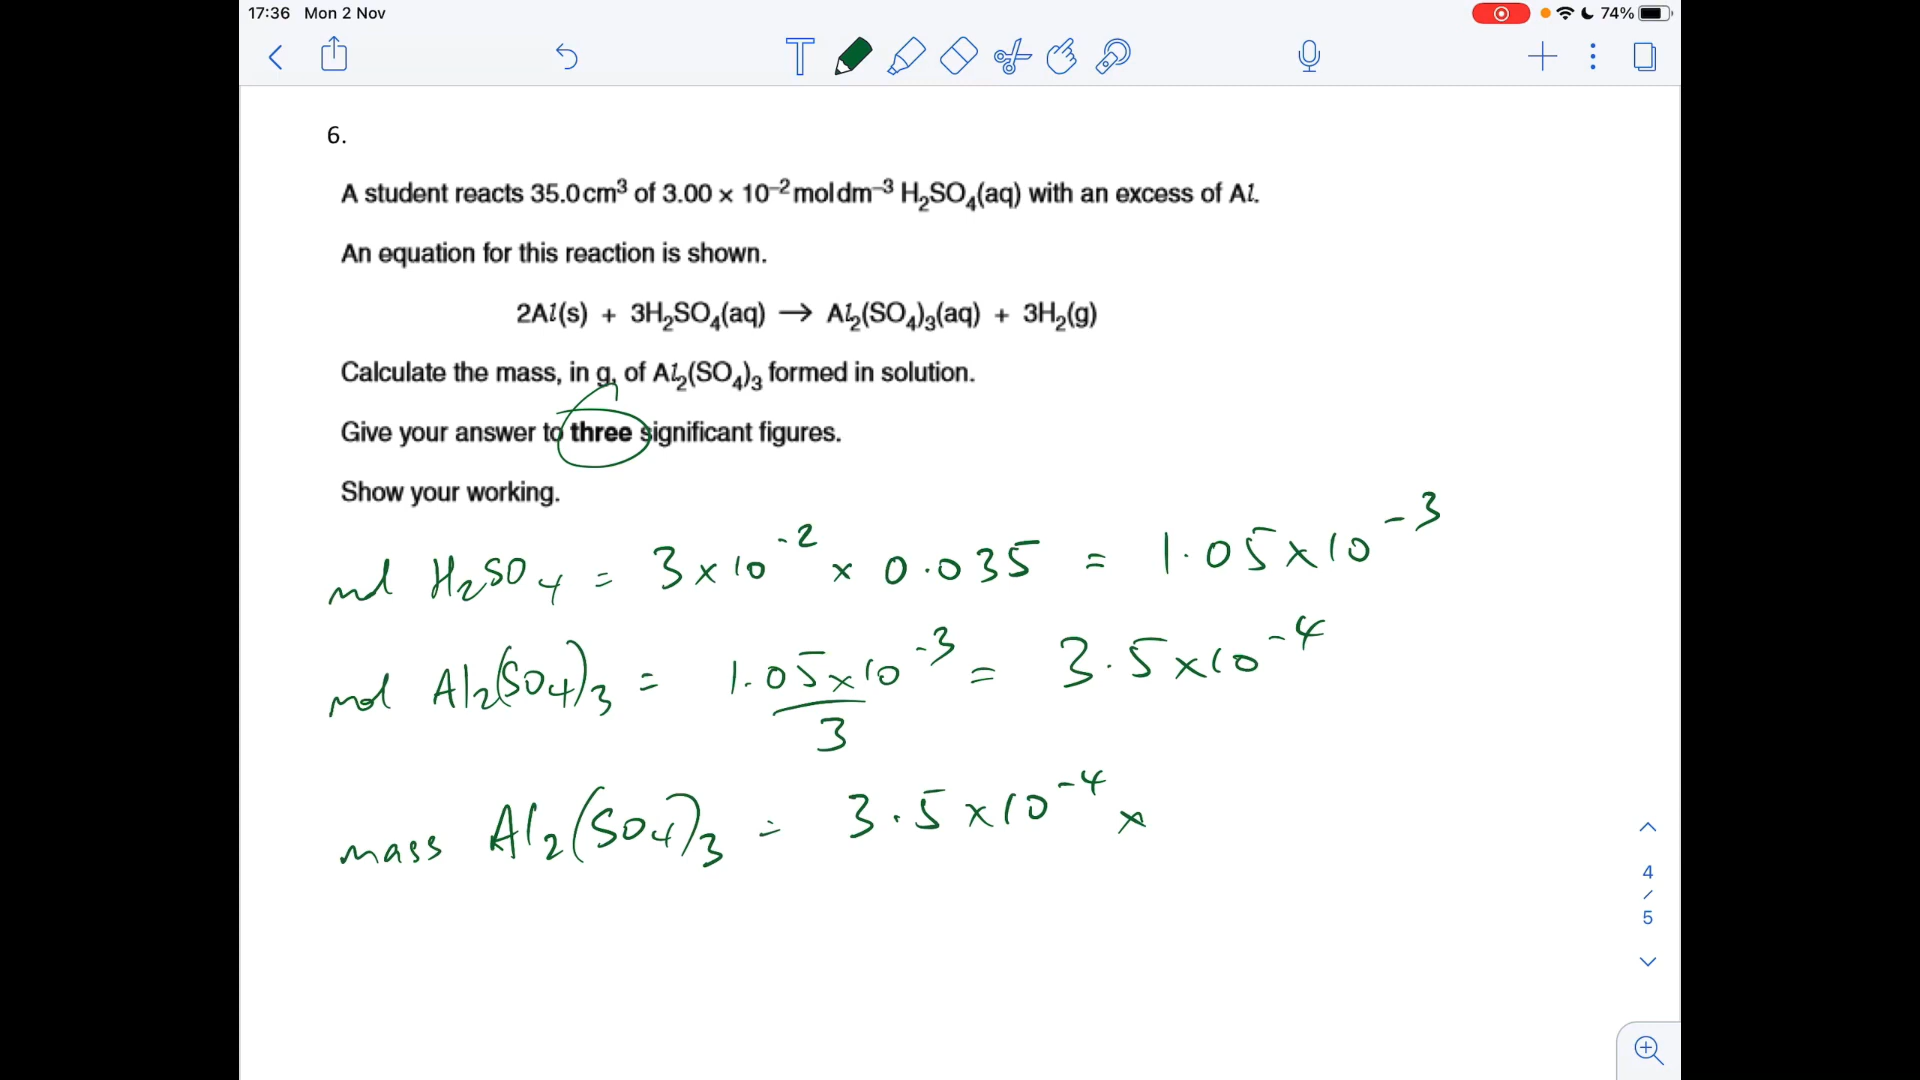 17:36 Mon 2 Nov 74%
T
6.
A student reacts 35.0 cm³ of 3.00 × 10⁻² mol dm⁻³ H₂SO₄(aq) with an excess of Al.
An equation for this reaction is shown.
2Al(s) + 3H₂SO₄(aq) → Al₂(SO₄)₃(aq) + 3H₂(g)
Calculate the mass, in g, of Al₂(SO₄)₃ formed in solution.
Give your answer to three significant figures.
Show your working.
mol H₂SO₄ = 3 × 10⁻² × 0.035 = 1.05 × 10⁻³
mol Al₂(SO₄)₃ = 1.05 × 10⁻³ = 3.5 × 10⁻⁴
3
mass Al₂(SO₄)₃ = 3.5 × 10⁻⁴ ×
4
/
5